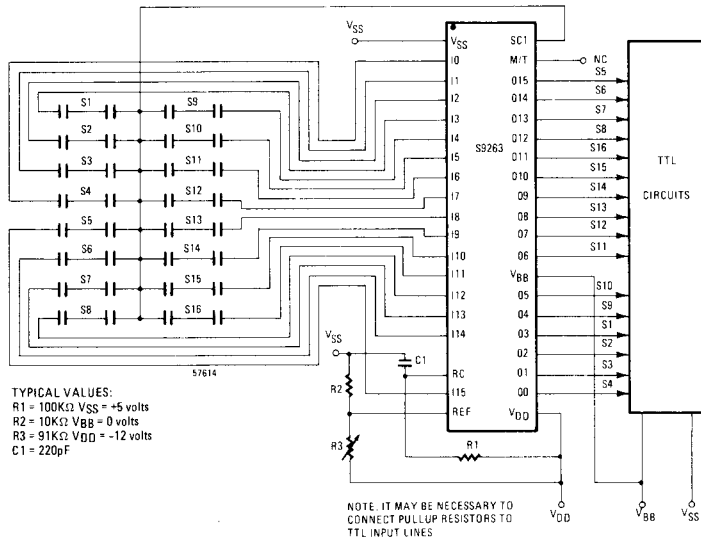 VSS
VSS
SC1
I0
M/T
NC
I1
O15
S5
I2
O14
S6
I3
O13
S7
I4
O12
S8
I5
O11
S16
I6
O10
S15
I7
O9
S14
I8
O8
S13
I9
O7
S12
I10
O6
S11
I11
VBB
I12
O5
S10
I13
O4
S9
I14
O3
S1
O2
S2
RC
O1
S3
I15
O0
S4
REF
VDD
S9263
TTL
CIRCUITS
S1
S9
S2
S10
S3
S11
S4
S12
S5
S13
S6
S14
S7
S15
S8
S16
57614
VSS
C1
R2
R3
R1
TYPICAL VALUES:
R1 = 100KΩ VSS = +5 volts
R2 = 10KΩ VBB = 0 volts
R3 = 91KΩ VDD = -12 volts
C1 = 220pF
NOTE. IT MAY BE NECESSARY TO
CONNECT PULLUP RESISTORS TO
TTL INPUT LINES
VDD
VBB
VSS